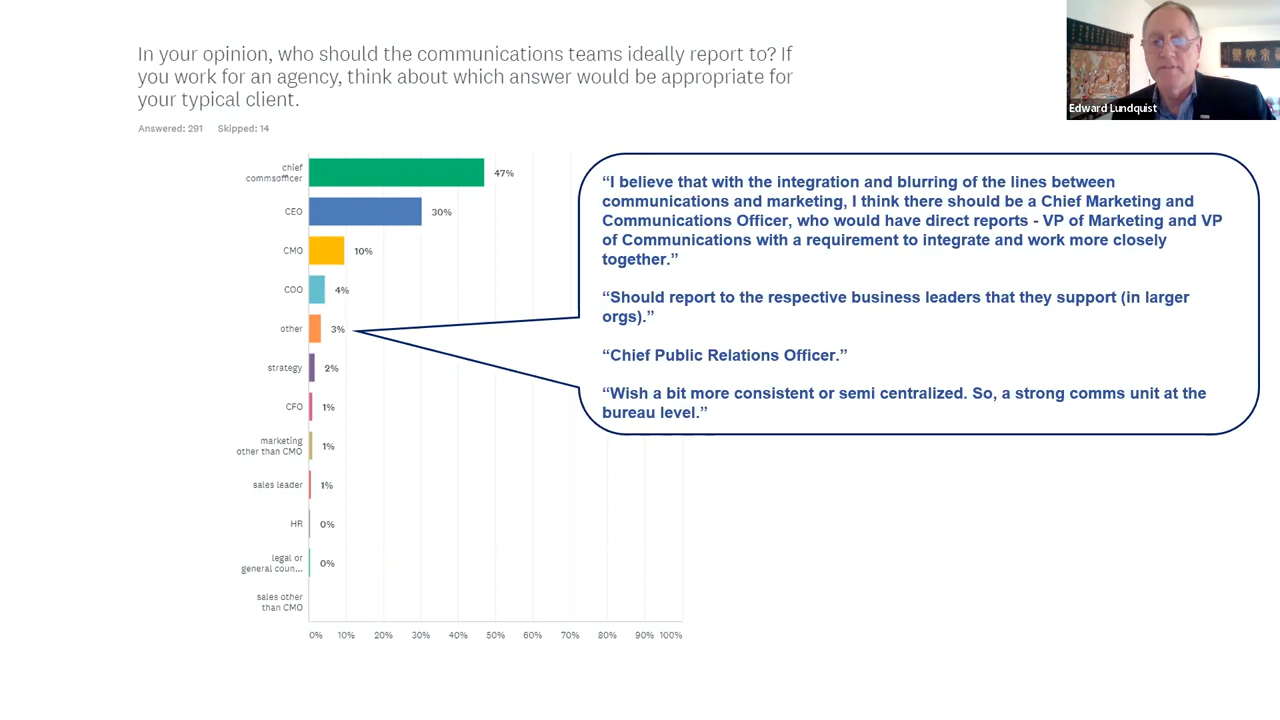 In your opinion, who should the communications teams ideally report to? If
you work for an agency, think about which answer would be appropriate for
your typical client.
Answered: 291 Skipped: 14
Edward Lundquist
chief
commsofficer
47%
CEO
30%
CMO
10%
COO
4%
other
3%
strategy
2%
CFO
1%
marketing
other than CMO
1%
sales leader
1%
HR
0%
legal or
general coun...
0%
sales other
than CMO
0% 10% 20% 30% 40% 50% 60% 70% 80% 90% 100%
“I believe that with the integration and blurring of the lines between
communications and marketing, I think there should be a Chief Marketing and
Communications Officer, who would have direct reports - VP of Marketing and VP
of Communications with a requirement to integrate and work more closely
together.”
“Should report to the respective business leaders that they support (in larger
orgs).”
“Chief Public Relations Officer.”
“Wish a bit more consistent or semi centralized. So, a strong comms unit at the
bureau level.”